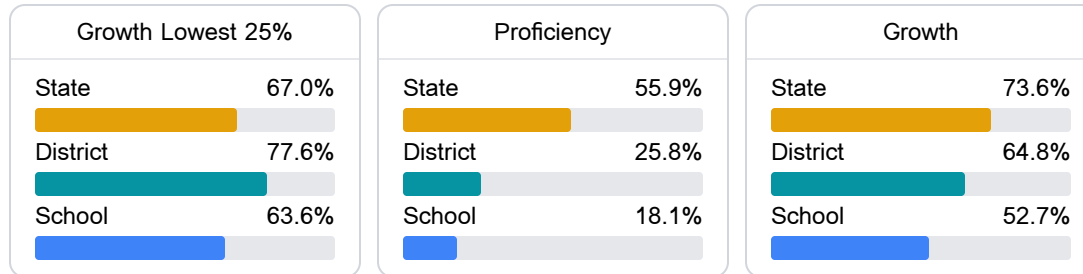 Growth Lowest 25%
State 67.0%
District 77.6%
School 63.6%
Proficiency
State 55.9%
District 25.8%
School 18.1%
Growth
State 73.6%
District 64.8%
School 52.7%